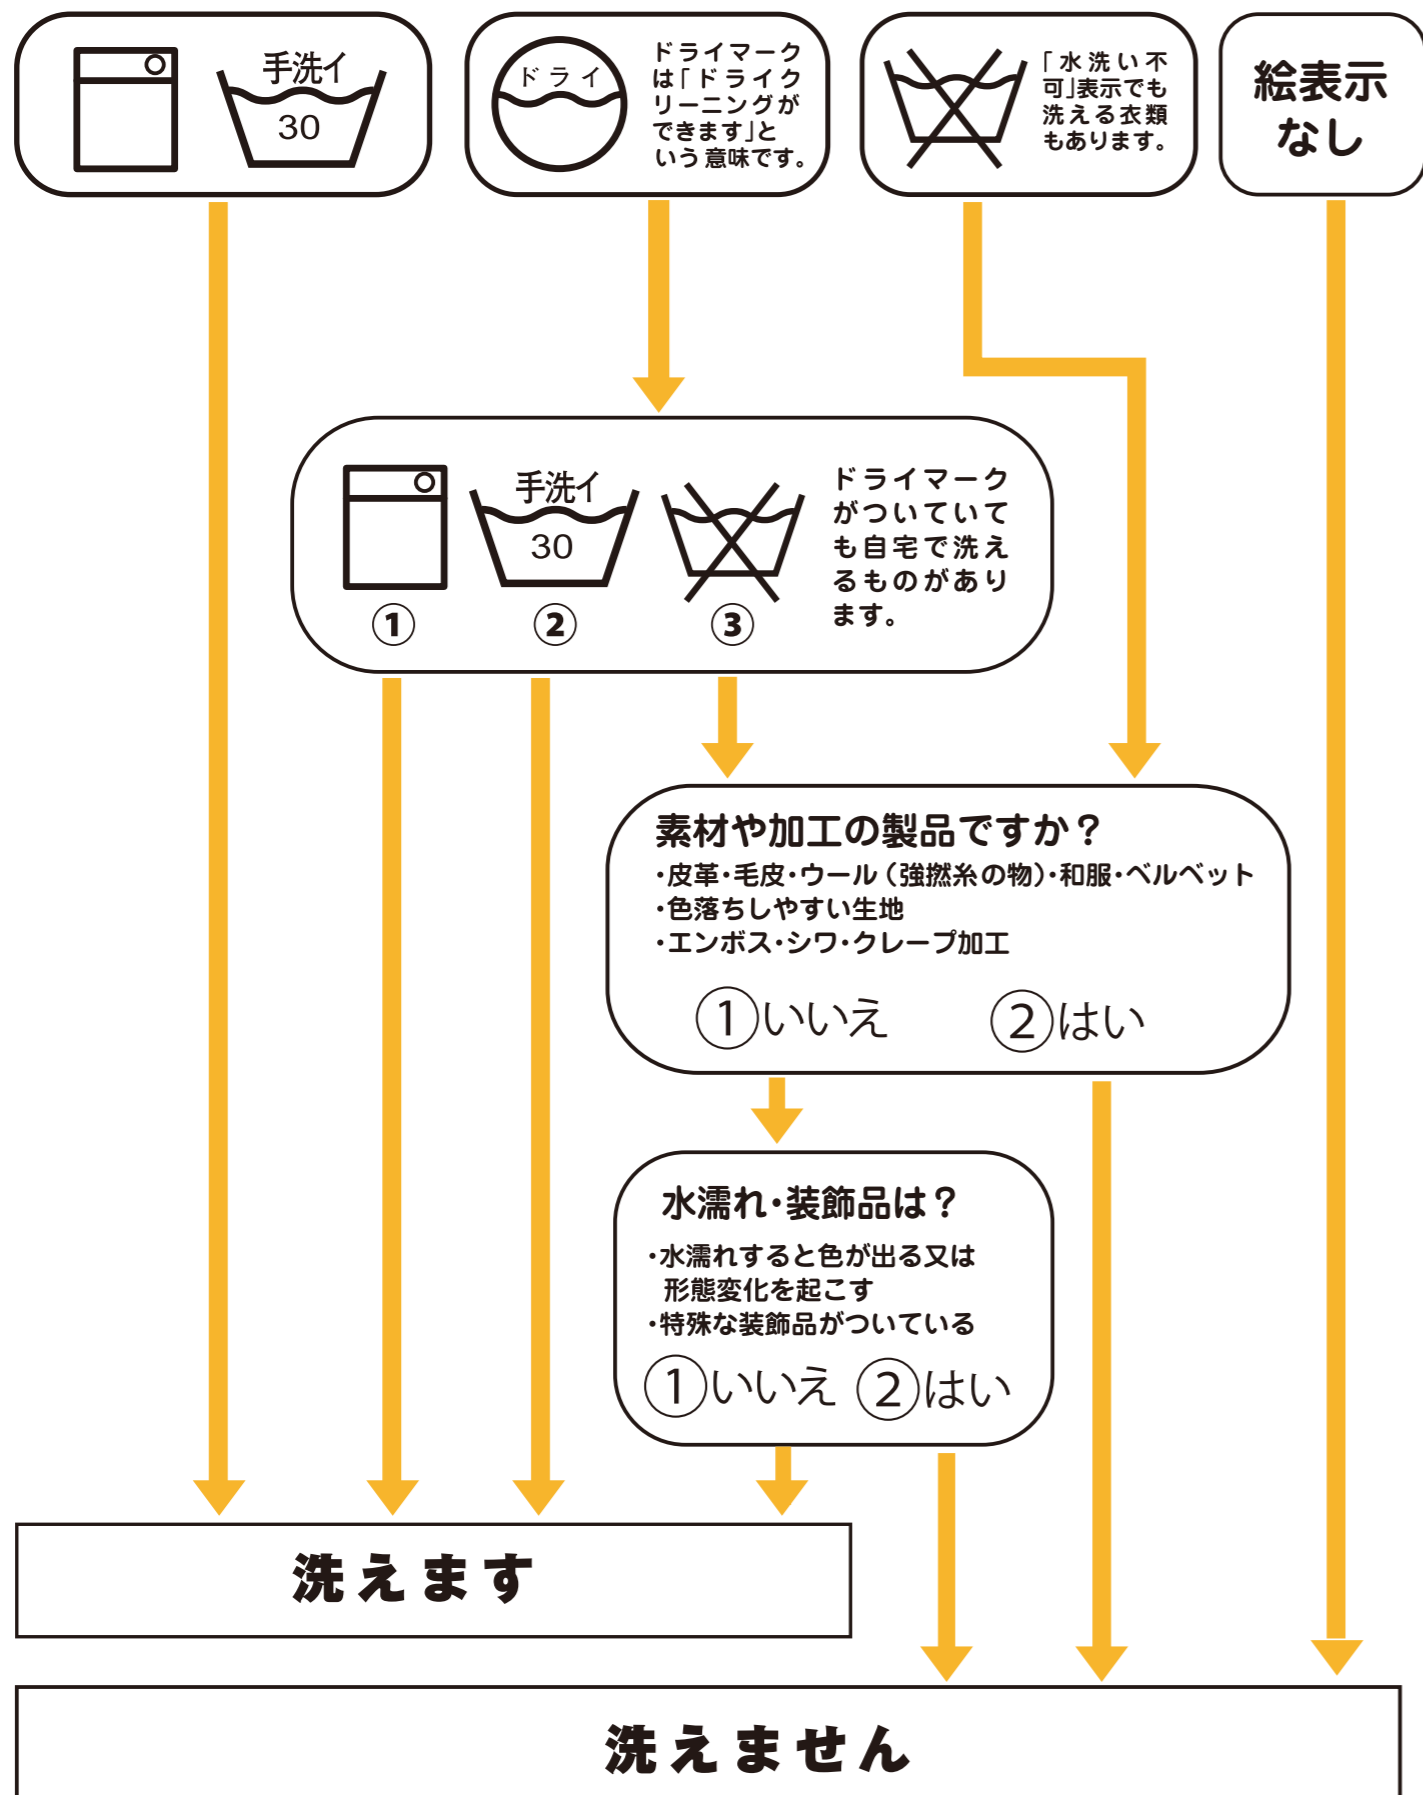 手洗イ
30
ドライ
ドライマーク
は「ドライク
リーニングが
できます」と
いう意味です。
「水洗い不
可」表示でも
洗える衣類
もあります。
絵表示
なし
手洗イ
30
①
②
③
ドライマーク
がついていて
も自宅で洗え
るものがあり
ます。
素材や加工の製品ですか？
・皮革・毛皮・ウール（強撚糸の物）・和服・ベルベット
・色落ちしやすい生地
・エンボス・シワ・クレープ加工
①いいえ ②はい
水濡れ・装飾品は？
・水濡れすると色が出る又は
形態変化を起こす
・特殊な装飾品がついている
①いいえ ②はい
洗えます
洗えません